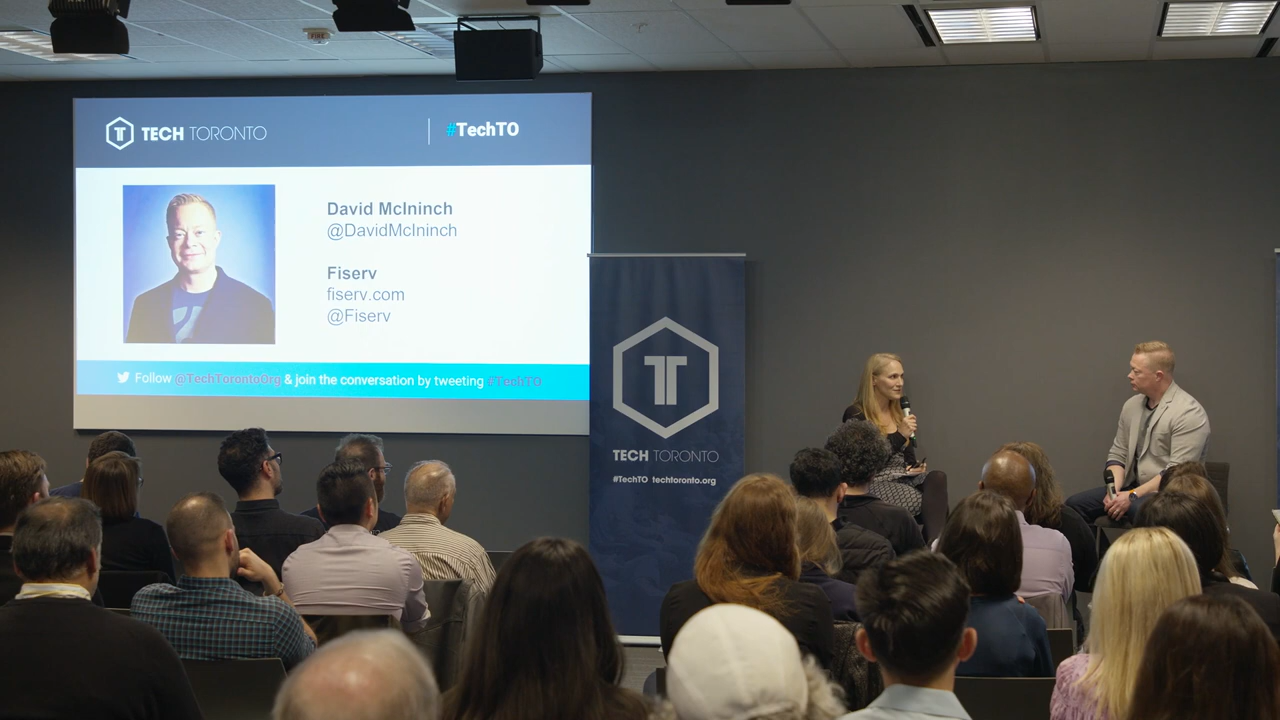 FIRE
TECH TORONTO
#TechTO
David McIninch
@DavidMcIninch
Fiserv
fiserv.com
@Fiserv
Follow @TechTorontoOrg & join the conversation by tweeting #TechTO
TECH TORONTO
#TechTO techtoronto.org